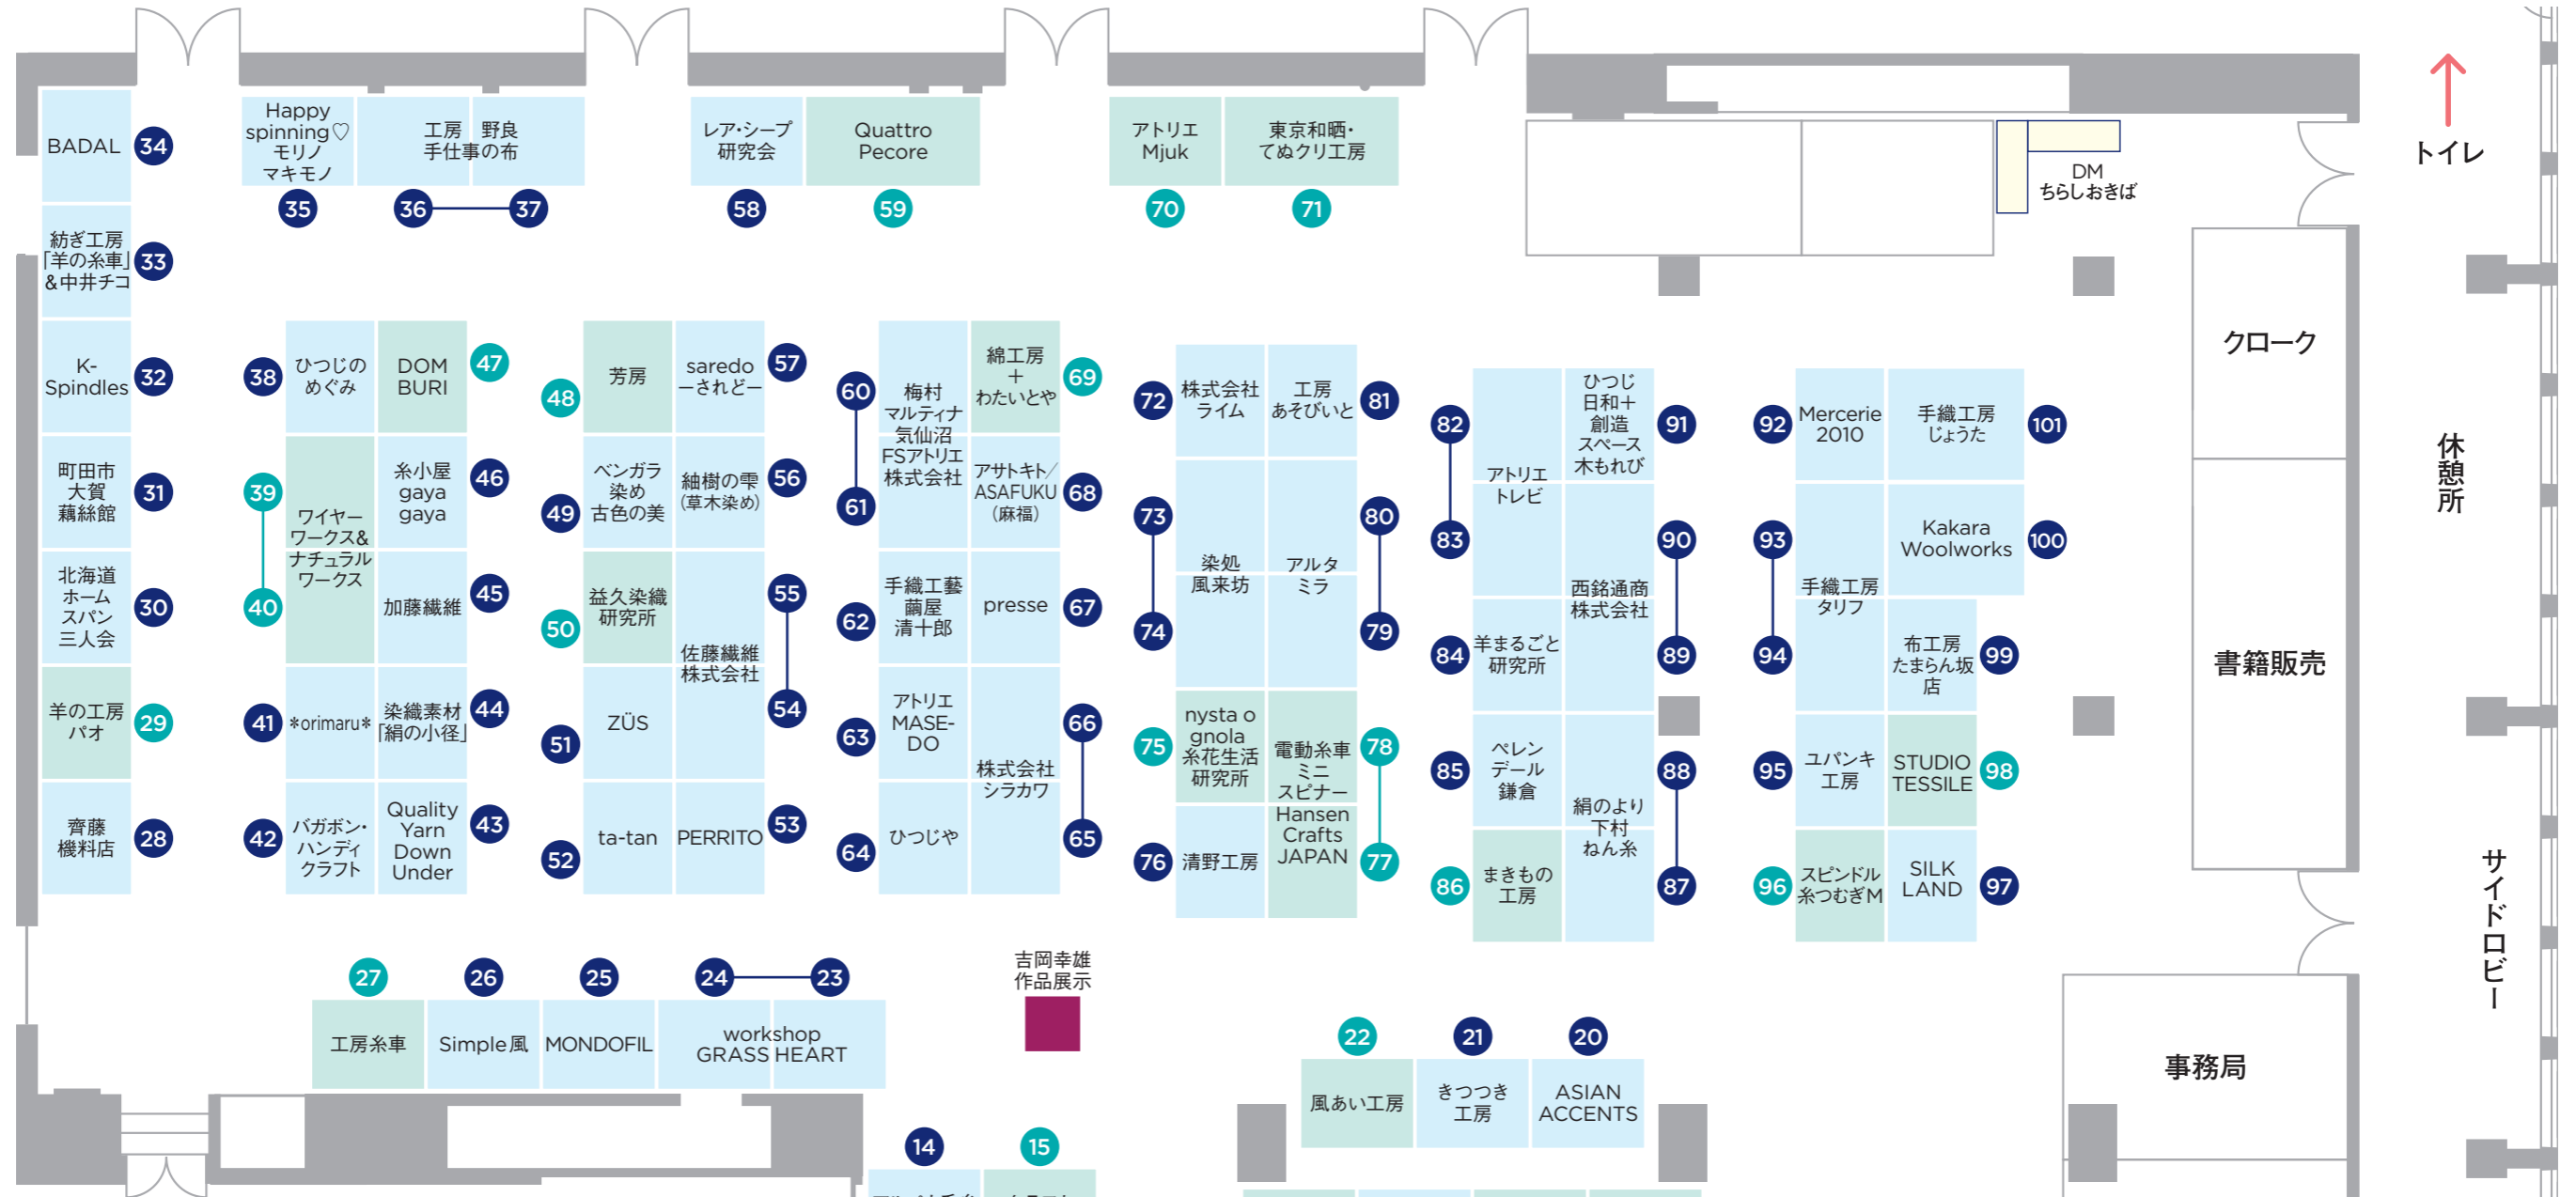 BADAL
34
Happy
spinning♡
モリノ
マキモノ
35
工房 野良
手仕事の布
36
37
レア・シープ
研究会
58
Quattro
Pecore
59
アトリエ
Mjuk
70
東京和晒・
てぬクリ工房
71
DM
ちらしおきば
トイレ
紡ぎ工房
「羊の糸車」
&中井チコ
33
K-
Spindles
32
町田市
大賀
藕絲館
31
北海道
ホーム
スパン
三人会
30
羊の工房
パオ
29
齊藤
機料店
28
38
ひつじの
めぐみ
DOM
BURI
47
39
40
ワイヤー
ワークス&
ナチュラル
ワークス
糸小屋
gaya
gaya
46
加藤繊維
45
41
*orimaru*
染織素材
「絹の小径」
44
42
バガボン・
ハンディ
クラフト
Quality
Yarn
Down
Under
43
48
芳房
saredo
ーされどー
57
49
ベンガラ
染め
古色の美
紬樹の雫
(草木染め)
56
50
益久染織
研究所
佐藤繊維
株式会社
55
54
51
ZÜS
52
ta-tan
PERRITO
53
60
61
梅村
マルティナ
気仙沼
FSアトリエ
株式会社
綿工房
+
わたいとや
69
アサトキト/
ASAFUKU
(麻福)
68
62
手織工藝
繭屋
清十郎
presse
67
63
アトリエ
MASE-
DO
株式会社
シラカワ
66
65
64
ひつじや
72
株式会社
ライム
工房
あそびいと
81
73
74
染処
風来坊
アルタ
ミラ
80
79
75
nysta o
gnola
糸花生活
研究所
電動糸車
ミニ
スピナー
Hansen
Crafts
JAPAN
78
77
76
清野工房
82
83
アトリエ
トレビ
ひつじ
日和+
創造
スペース
木もれび
91
西銘通商
株式会社
90
89
84
羊まるごと
研究所
85
ペレン
デール
鎌倉
絹のより
下村
ねん糸
88
87
86
まきもの
工房
92
Mercerie
2010
手織工房
じょうた
101
93
94
手織工房
タリフ
Kakara
Woolworks
100
布工房
たまらん坂
店
99
95
ユパンキ
工房
STUDIO
TESSILE
98
96
スピンドル
糸つむぎM
SILK
LAND
97
クローク
書籍販売
休憩所
サイドロビー
事務局
27
工房糸車
26
Simple風
25
MONDOFIL
24
23
workshop
GRASS HEART
吉岡幸雄
作品展示
22
風あい工房
21
きつつき
工房
20
ASIAN
ACCENTS
14
15